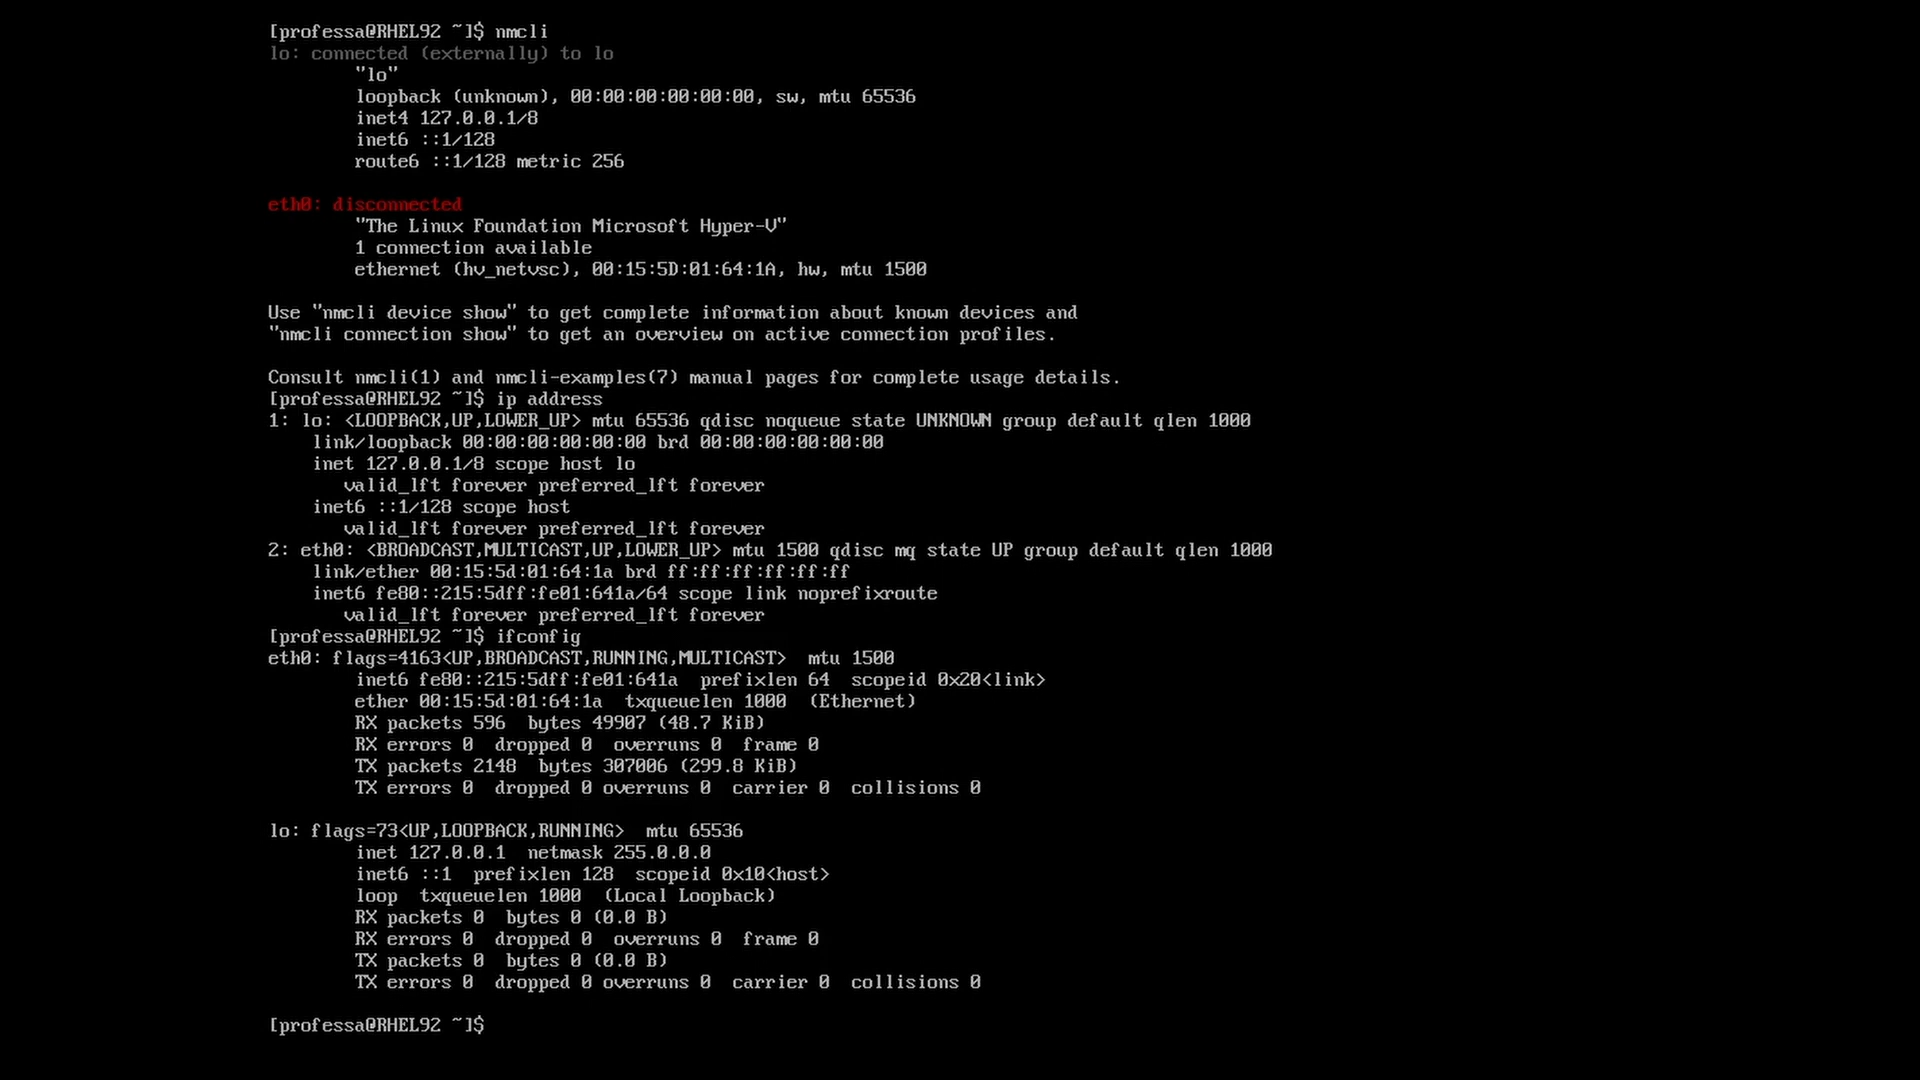 [professa@RHEL92 ~]$ nmcli
lo: connected (externally) to lo
"lo"
loopback (unknown), 00:00:00:00:00:00, sw, mtu 65536
inet4 127.0.0.1/8
inet6 ::1/128
route6 ::1/128 metric 256
eth0: disconnected
"The Linux Foundation Microsoft Hyper-V"
1 connection available
ethernet (hv_netvsc), 00:15:5D:01:64:1A, hw, mtu 1500
Use "nmcli device show" to get complete information about known devices and
"nmcli connection show" to get an overview on active connection profiles.
Consult nmcli(1) and nmcli-examples(7) manual pages for complete usage details.
[professa@RHEL92 ~]$ ip address
1: lo: <LOOPBACK,UP,LOWER_UP> mtu 65536 qdisc noqueue state UNKNOWN group default qlen 1000
link/loopback 00:00:00:00:00:00 brd 00:00:00:00:00:00
inet 127.0.0.1/8 scope host lo
valid_lft forever preferred_lft forever
inet6 ::1/128 scope host
valid_lft forever preferred_lft forever
2: eth0: <BROADCAST,MULTICAST,UP,LOWER_UP> mtu 1500 qdisc mq state UP group default qlen 1000
link/ether 00:15:5d:01:64:1a brd ff:ff:ff:ff:ff:ff
inet6 fe80::215:5dff:fe01:641a/64 scope link noprefixroute
valid_lft forever preferred_lft forever
[professa@RHEL92 ~]$ ifconfig
eth0: flags=4163<UP,BROADCAST,RUNNING,MULTICAST>  mtu 1500
inet6 fe80::215:5dff:fe01:641a  prefixlen 64  scopeid 0x20<link>
ether 00:15:5d:01:64:1a  txqueuelen 1000  (Ethernet)
RX packets 596  bytes 49907 (48.7 KiB)
RX errors 0  dropped 0  overruns 0  frame 0
TX packets 2148  bytes 307006 (299.8 KiB)
TX errors 0  dropped 0 overruns 0  carrier 0  collisions 0
lo: flags=73<UP,LOOPBACK,RUNNING>  mtu 65536
inet 127.0.0.1  netmask 255.0.0.0
inet6 ::1  prefixlen 128  scopeid 0x10<host>
loop  txqueuelen 1000  (Local Loopback)
RX packets 0  bytes 0 (0.0 B)
RX errors 0  dropped 0  overruns 0  frame 0
TX packets 0  bytes 0 (0.0 B)
TX errors 0  dropped 0 overruns 0  carrier 0  collisions 0
[professa@RHEL92 ~]$